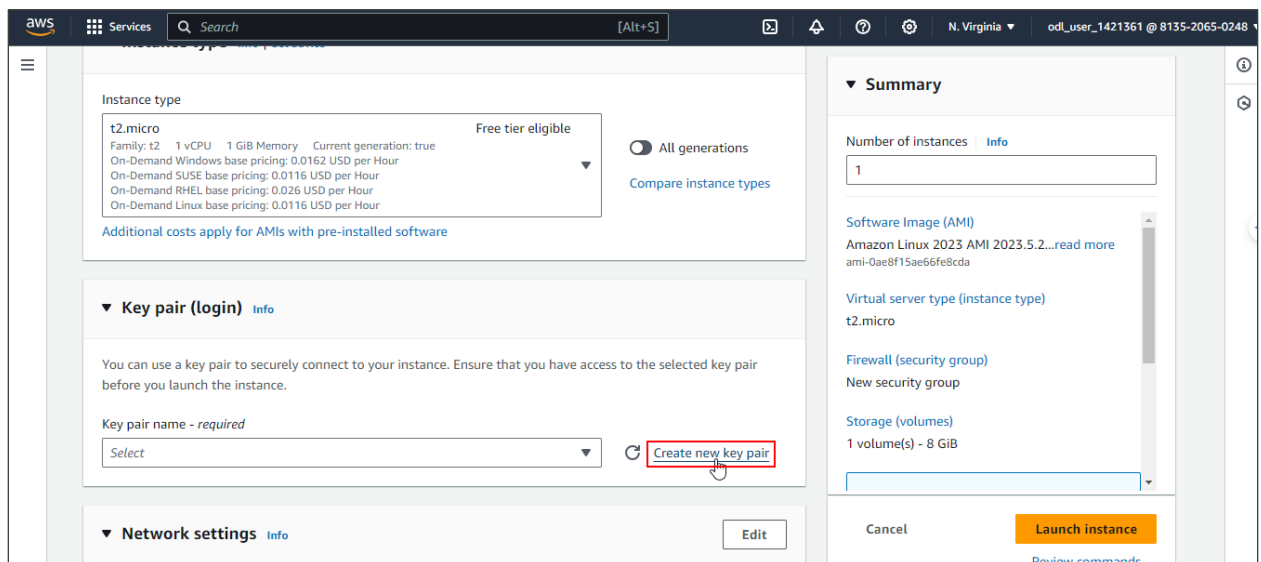 aws
Services
Search
[Alt+S]
N. Virginia
odl_user_1421361 @ 8135-2065-0248
Instance type
t2.micro
Free tier eligible
Family: t2 1 vCPU 1 GiB Memory Current generation: true
On-Demand Windows base pricing: 0.0162 USD per Hour
On-Demand SUSE base pricing: 0.0116 USD per Hour
On-Demand RHEL base pricing: 0.026 USD per Hour
On-Demand Linux base pricing: 0.0116 USD per Hour
All generations
Compare instance types
Additional costs apply for AMIs with pre-installed software
Key pair (login) Info
You can use a key pair to securely connect to your instance. Ensure that you have access to the selected key pair
before you launch the instance.
Key pair name - required
Select
Create new key pair
Network settings Info
Edit
Summary
Number of instances Info
1
Software Image (AMI)
Amazon Linux 2023 AMI 2023.5.2...read more
ami-0ae8f15ae66fe8cda
Virtual server type (instance type)
t2.micro
Firewall (security group)
New security group
Storage (volumes)
1 volume(s) - 8 GiB
Cancel
Launch instance
Review commands